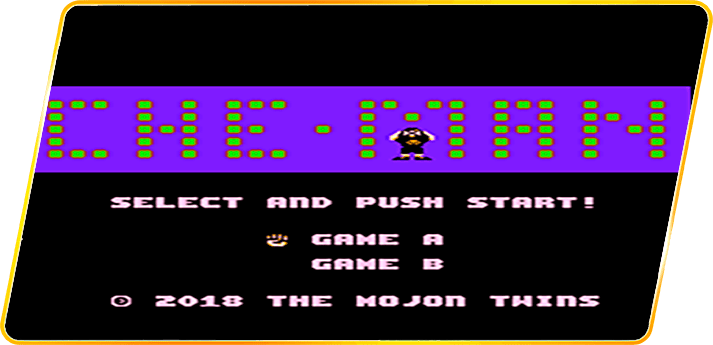 CHE-MAN
SELECT AND PUSH START!
GAME A
GAME B
© 2018 THE MOJON TWINS